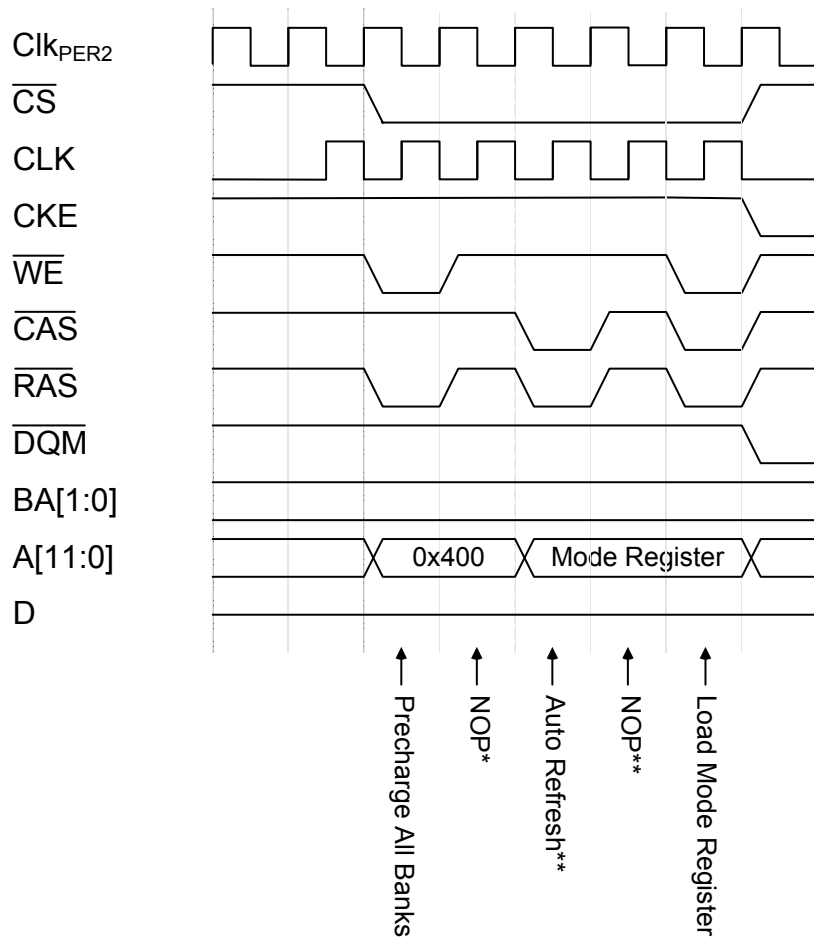 ClkPER2
CS
CLK
CKE
WE
CAS
RAS
DQM
BA[1:0]
A[11:0]
0x400
Mode Register
D
Precharge All Banks
NOP*
Auto Refresh**
NOP**
Load Mode Register